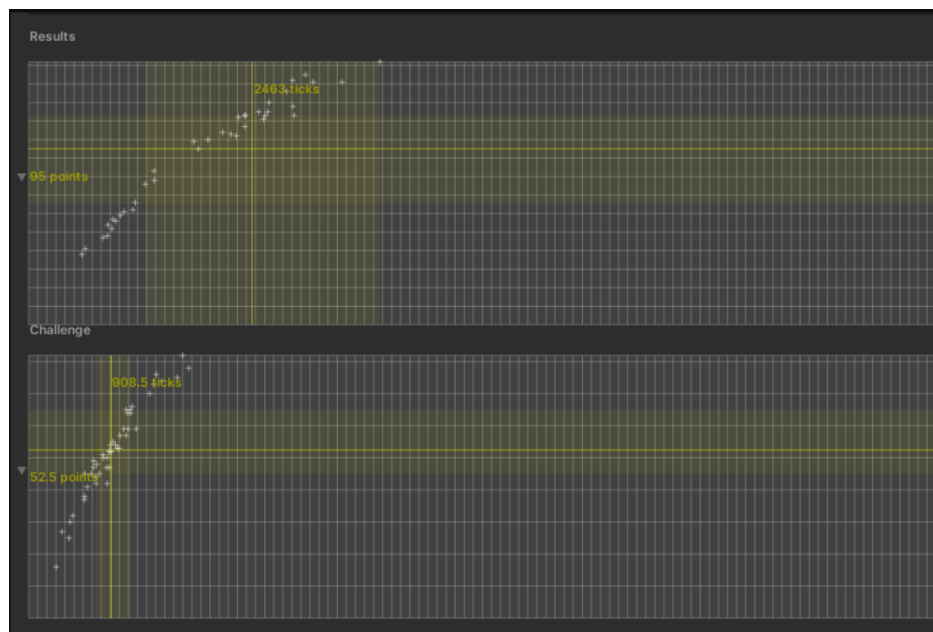 Results
2463 ticks
95 points
Challenge
908.5 ticks
52.5 points